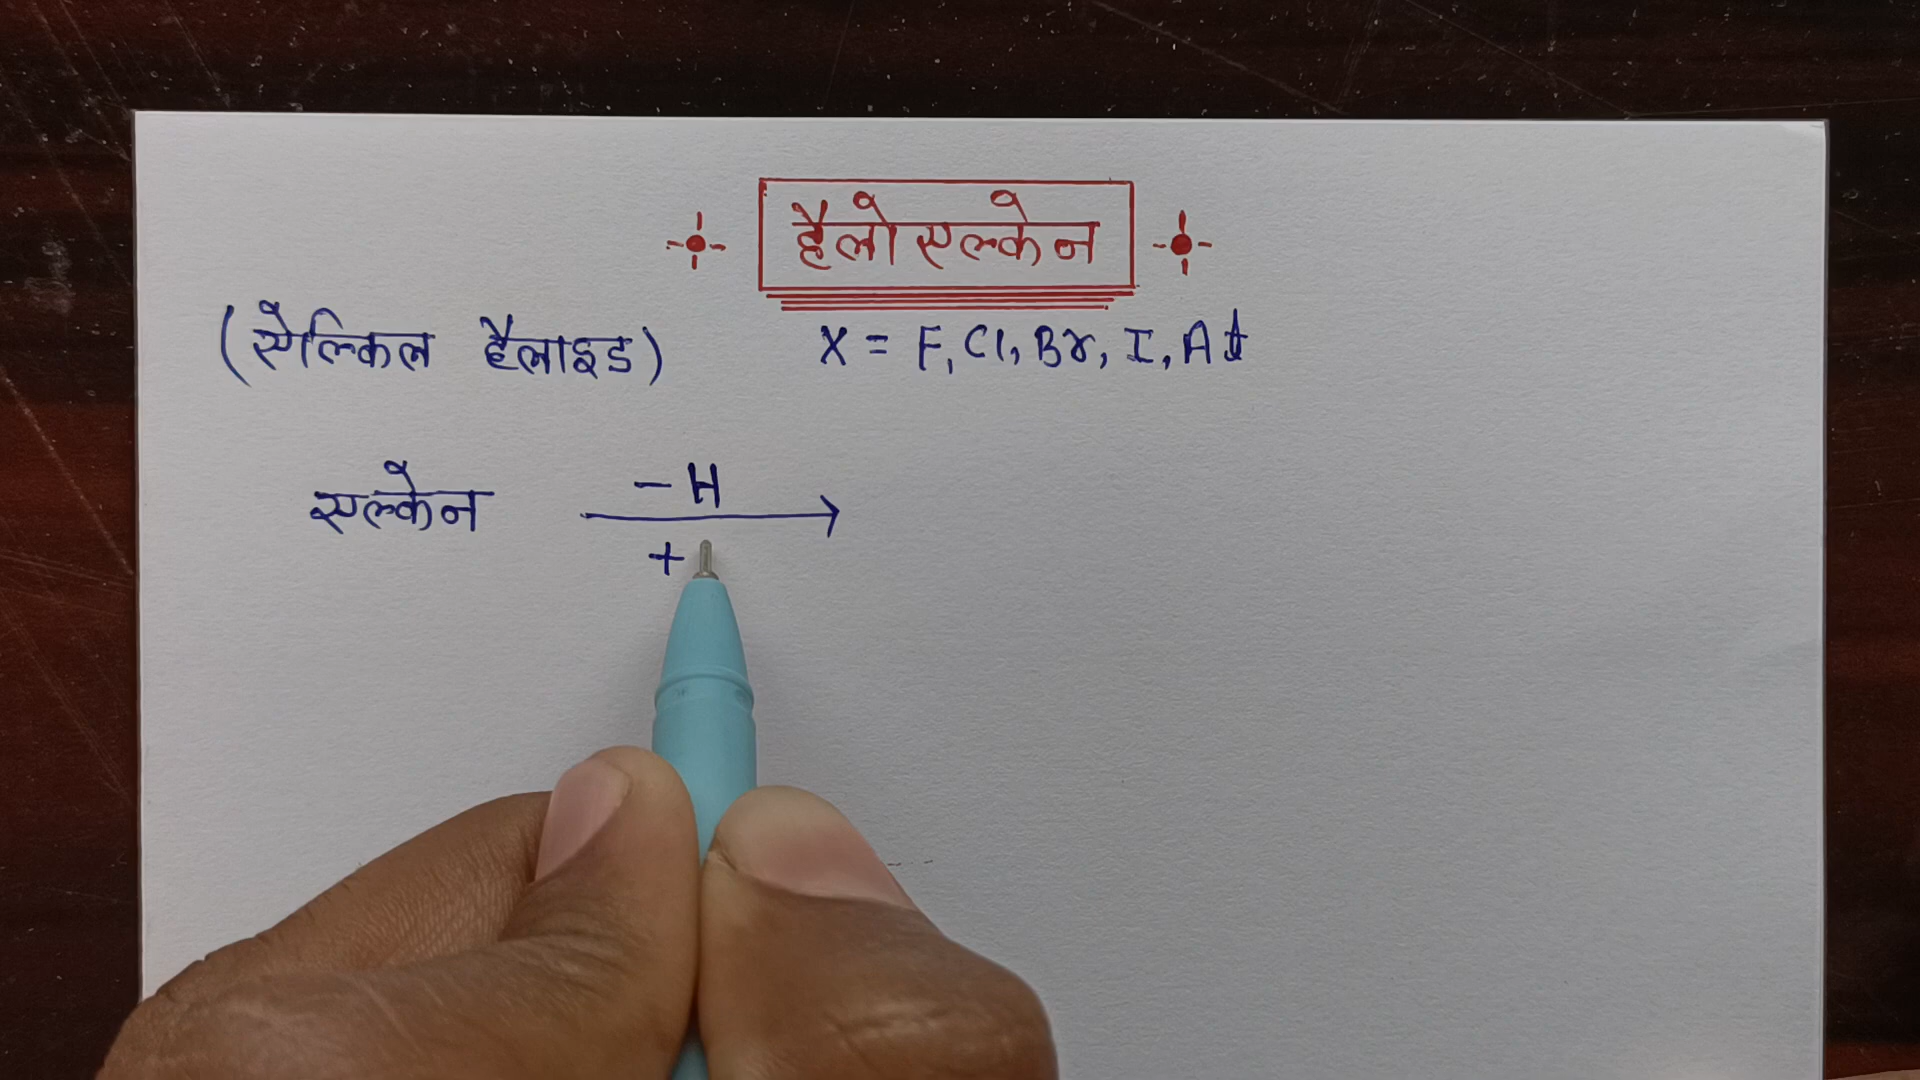 हैलोएल्केन
(ऐल्किल हैलाइड) X = F, Cl, Br, I, At
एल्केन - H
+